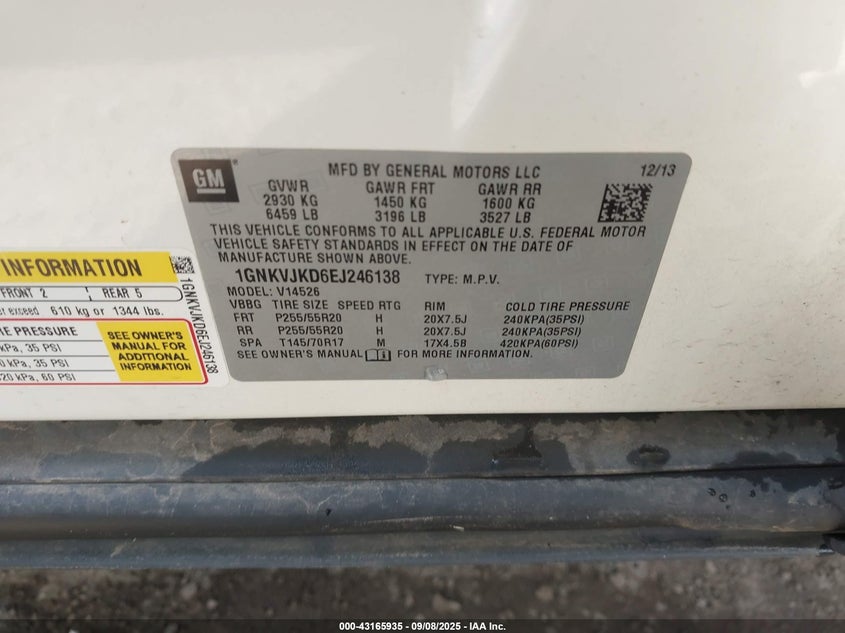 GM
MFD BY GENERAL MOTORS LLC 12/13
GVWR GAWR FRT GAWR RR
2930 KG 1450 KG 1600 KG
6459 LB 3196 LB 3527 LB
THIS VEHICLE CONFORMS TO ALL APPLICABLE U.S. FEDERAL MOTOR
VEHICLE SAFETY STANDARDS IN EFFECT ON THE DATE OF
MANUFACTURE SHOWN ABOVE.
1GNKVJKD6EJ246138 TYPE: M.P.V.
MODEL: V14526
VBBG TIRE SIZE SPEED RTG RIM COLD TIRE PRESSURE
FRT P255/55R20 H 20X7.5J 240KPA(35PSI)
RR P255/55R20 H 20X7.5J 240KPA(35PSI)
SPA T145/70R17 M 17X4.5B 420KPA(60PSI)
SEE OWNER'S MANUAL FOR MORE INFORMATION.
INFORMATION
FRONT 2 REAR 5
exceed 610 kg or 1344 lbs.
PRESSURE
kPa, 35 PSI
kPa, 35 PSI
kPa, 60 PSI
SEE OWNER'S
MANUAL FOR
ADDITIONAL
INFORMATION
1GNKVJKD6EJ246138
000-43165935 - 09/08/2025 - IAA Inc.